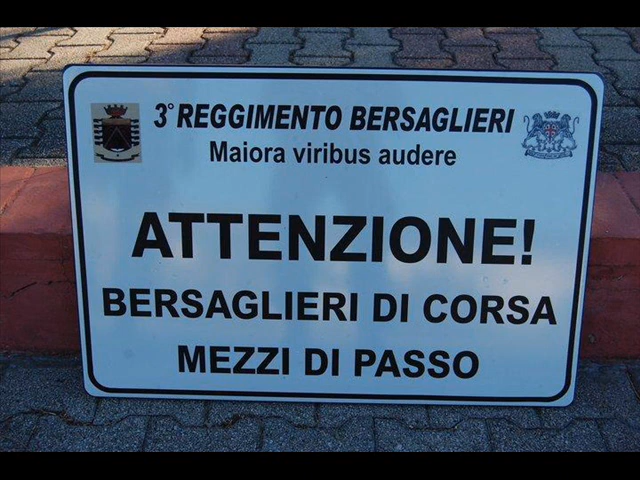 3° REGGIMENTO BERSAGLIERI
Maiora viribus audere
ATTENZIONE!
BERSAGLIERI DI CORSA
MEZZI DI PASSO